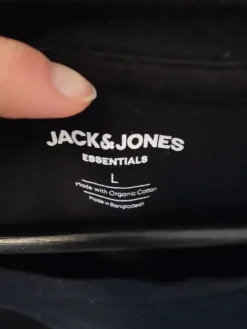 JACK&JONES
ESSENTIALS
L
Made with Organic Cotton
Made in Bangladesh